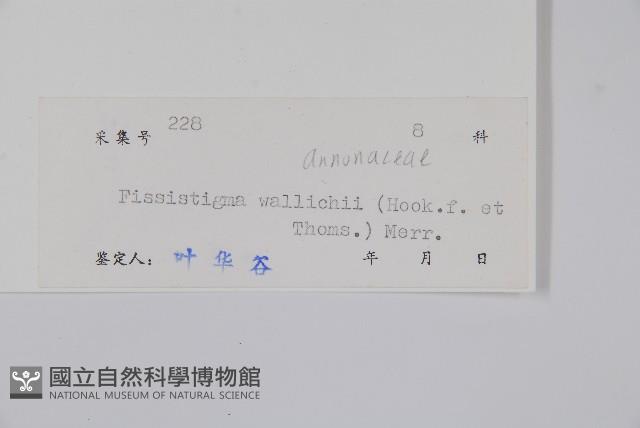 采集号 228 8 科
Annonaceae
Fissistigma wallichii (Hook.f. et
Thoms.) Merr.
鉴定人： 叶华谷 年 月 日
國立自然科學博物館
NATIONAL MUSEUM OF NATURAL SCIENCE